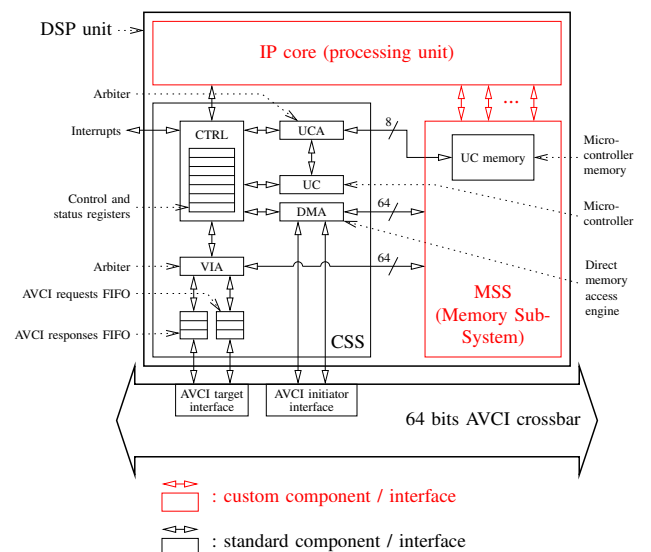 DSP unit
IP core (processing unit)
Arbiter
...
Interrupts
CTRL
UCA
8
UC memory
Micro-
controller
memory
Control and
status registers
UC
Micro-
controller
DMA
64
Arbiter
VIA
64
Direct
memory
access
engine
AVCI requests FIFO
MSS
(Memory Sub-
System)
AVCI responses FIFO
CSS
AVCI target
interface
AVCI initiator
interface
64 bits AVCI crossbar
: custom component / interface
: standard component / interface